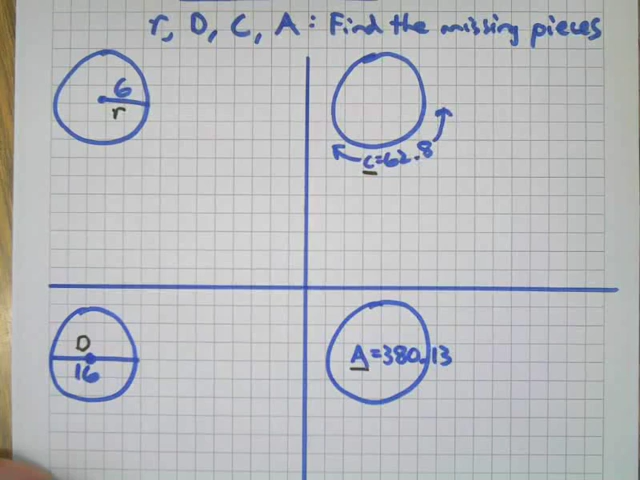 r, D, C, A: Find the missing pieces
6
r
C=62.8
D
16
A=380.13